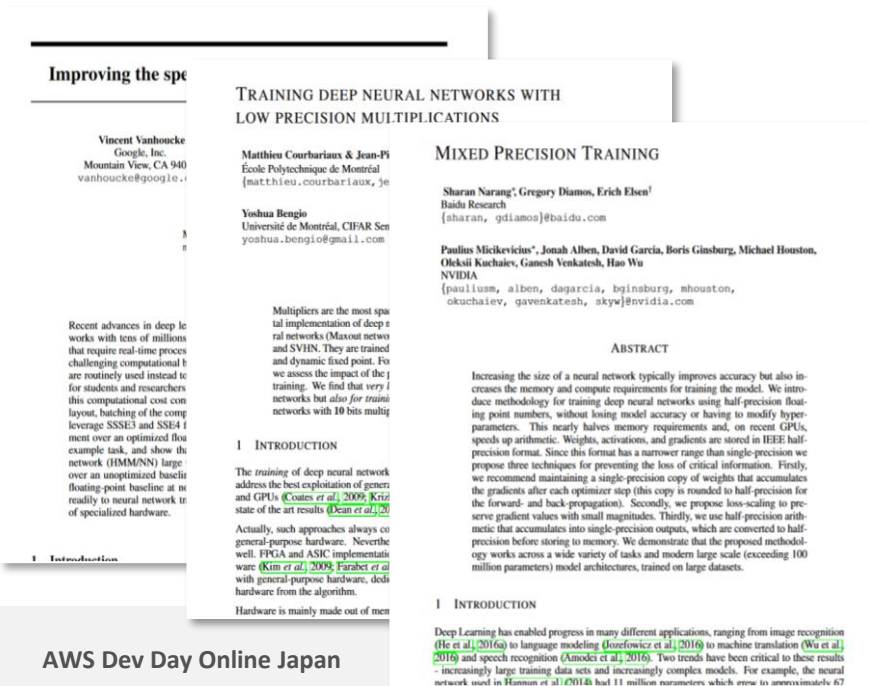 Improving the spe
Vincent Vanhoucke
Google, Inc.
Mountain View, CA 940
vanhoucke@google.
Recent advances in deep le
works with tens of millions
that require real-time proces
challenging computational
are routinely used instead to
for students and researchers
this computational cost con
layout, batching of the comp
leverage SSSE3 and SSE4
ment over an optimized floa
example task, and show tha
network (HMM/NN) large
over an unoptimized baselin
floating-point baseline at n
readily to neural network tr
of specialized hardware.
1 Introduction
TRAINING DEEP NEURAL NETWORKS WITH
LOW PRECISION MULTIPLICATIONS
Matthieu Courbariaux & Jean-Pi
École Polytechnique de Montréal
{matthieu.courbariaux, je
Yoshua Bengio
Université de Montréal, CIFAR Sen
yoshua.bengio@gmail.com
Multipliers are the most spa
tal implementation of deep n
ral networks (Maxout netwo
and SVHN. They are trained
and dynamic fixed point. Fo
we assess the impact of the p
training. We find that very l
networks but also for traini
networks with 10 bits multip
1 INTRODUCTION
The training of deep neural network
address the best exploitation of genera
and GPUs (Coates et al., 2009; Kriz
state of the art results (Dean et al., 20
Actually, such approaches always co
general-purpose hardware. Neverthe
well. FPGA and ASIC implementatio
ware (Kim et al., 2009; Farabet et al
with general-purpose hardware, dedi
hardware from the algorithm.
Hardware is mainly made out of mem
MIXED PRECISION TRAINING
Sharan Narang*, Gregory Diamos, Erich Elsen†
Baidu Research
{sharan, gdiamos}@baidu.com
Paulius Micikevicius*, Jonah Alben, David Garcia, Boris Ginsburg, Michael Houston,
Oleksii Kuchaiev, Ganesh Venkatesh, Hao Wu
NVIDIA
{pauliusm, alben, dagarcia, bginsburg, mhouston,
okuchaiev, gavenkatesh, skyw}@nvidia.com
ABSTRACT
Increasing the size of a neural network typically improves accuracy but also in-
creases the memory and compute requirements for training the model. We intro-
duce methodology for training deep neural networks using half-precision float-
ing point numbers, without losing model accuracy or having to modify hyper-
parameters. This nearly halves memory requirements and, on recent GPUs,
speeds up arithmetic. Weights, activations, and gradients are stored in IEEE half-
precision format. Since this format has a narrower range than single-precision we
propose three techniques for preventing the loss of critical information. Firstly,
we recommend maintaining a single-precision copy of weights that accumulates
the gradients after each optimizer step (this copy is rounded to half-precision for
the forward- and back-propagation). Secondly, we propose loss-scaling to pre-
serve gradient values with small magnitudes. Thirdly, we use half-precision arith-
metic that accumulates into single-precision outputs, which are converted to half-
precision before storing to memory. We demonstrate that the proposed methodol-
ogy works across a wide variety of tasks and modern large scale (exceeding 100
million parameters) model architectures, trained on large datasets.
1 INTRODUCTION
Deep Learning has enabled progress in many different applications, ranging from image recognition
(He et al., 2016a) to language modeling (Jozefowicz et al., 2016) to machine translation (Wu et al.,
2016) and speech recognition (Amodei et al., 2016). Two trends have been critical to these results
- increasingly large training data sets and increasingly complex models. For example, the neural
network used in Hannun et al. (2014) had 11 million parameters which grew to approximately 67
AWS Dev Day Online Japan